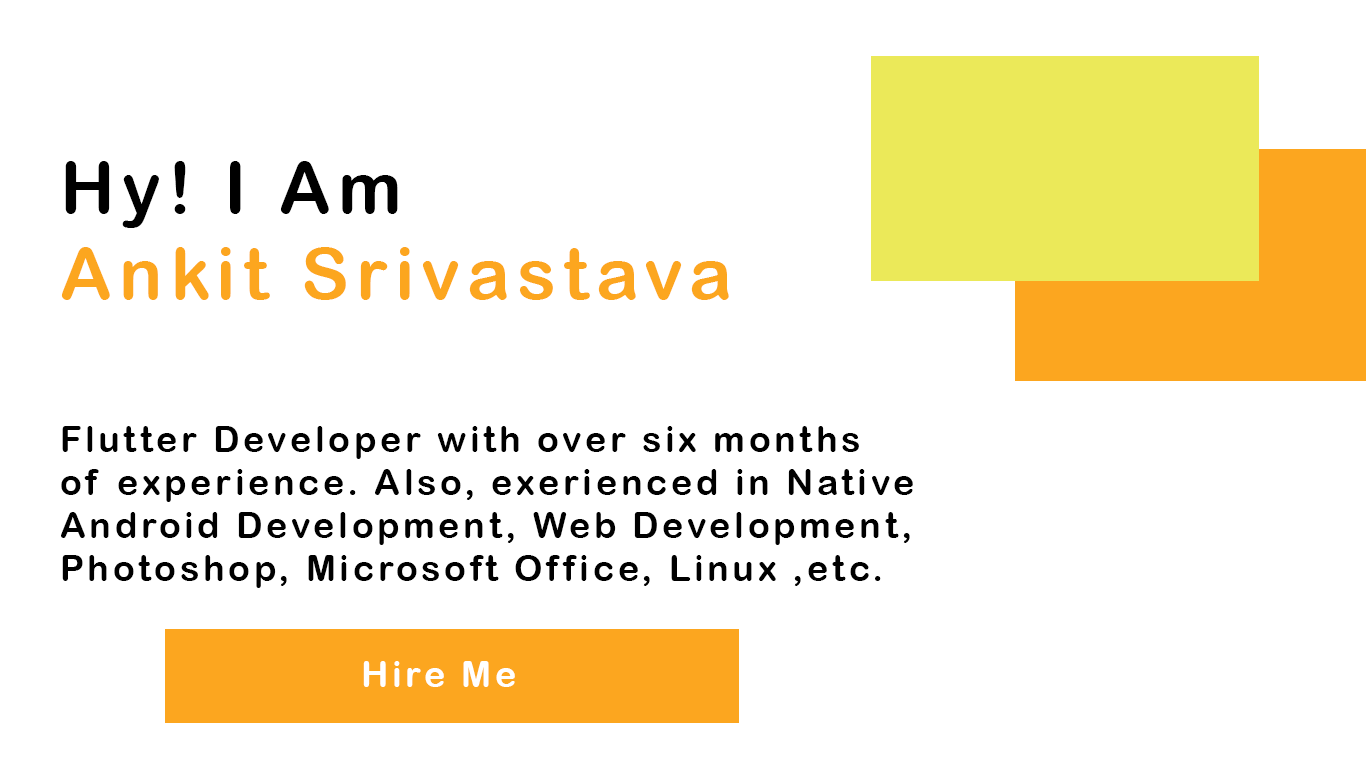 Hy! I Am
Ankit Srivastava
Flutter Developer with over six months
of experience. Also, exerienced in Native
Android Development, Web Development,
Photoshop, Microsoft Office, Linux ,etc.
Hire Me